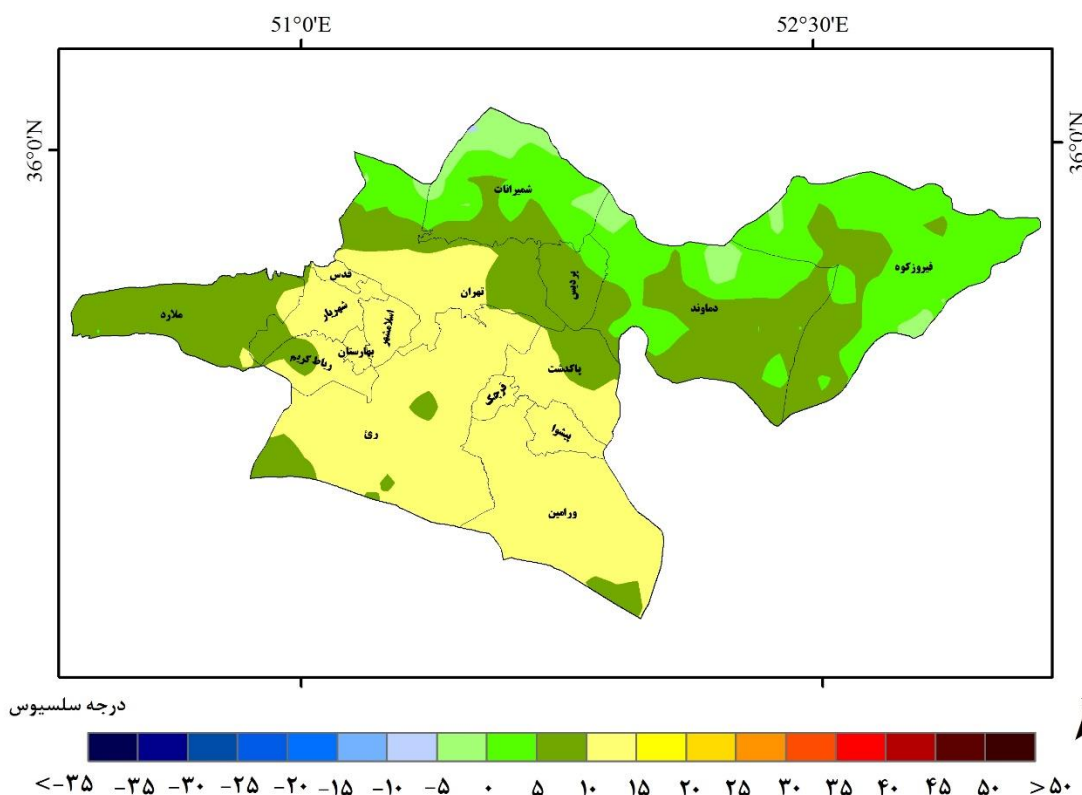 51°0'E 52°30'E
36°0'N 36°0'N
شمیرانات
فیروزکوه
قدس
تهران
پردیس
دماوند
ملارد
شهریار
اسلامشهر
بهارستان
رباط کریم
پاکدشت
قرچک
پیشوا
ری
ورامین
درجه سلسیوس
<-۳۵ -۳۵ -۳۰ -۲۵ -۲۰ -۱۵ -۱۰ -۵ ۰ ۵ ۱۰ ۱۵ ۲۰ ۲۵ ۳۰ ۳۵ ۴۰ ۴۵ ۵۰ >۵۰